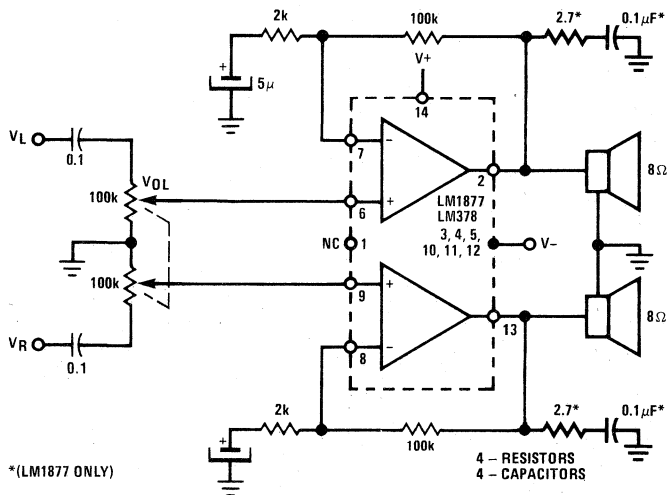 2k
100k
2.7*
0.1μF*
+
5μ
V+
14
VL
0.1
100k
VOL
7
−
6
+
2
8Ω
LM1877
LM378
3, 4, 5,
10, 11, 12
V−
NC
1
100k
9
+
8
−
13
8Ω
VR
0.1
2k
100k
2.7*
0.1μF*
+
*(LM1877 ONLY)
4 – RESISTORS
4 – CAPACITORS